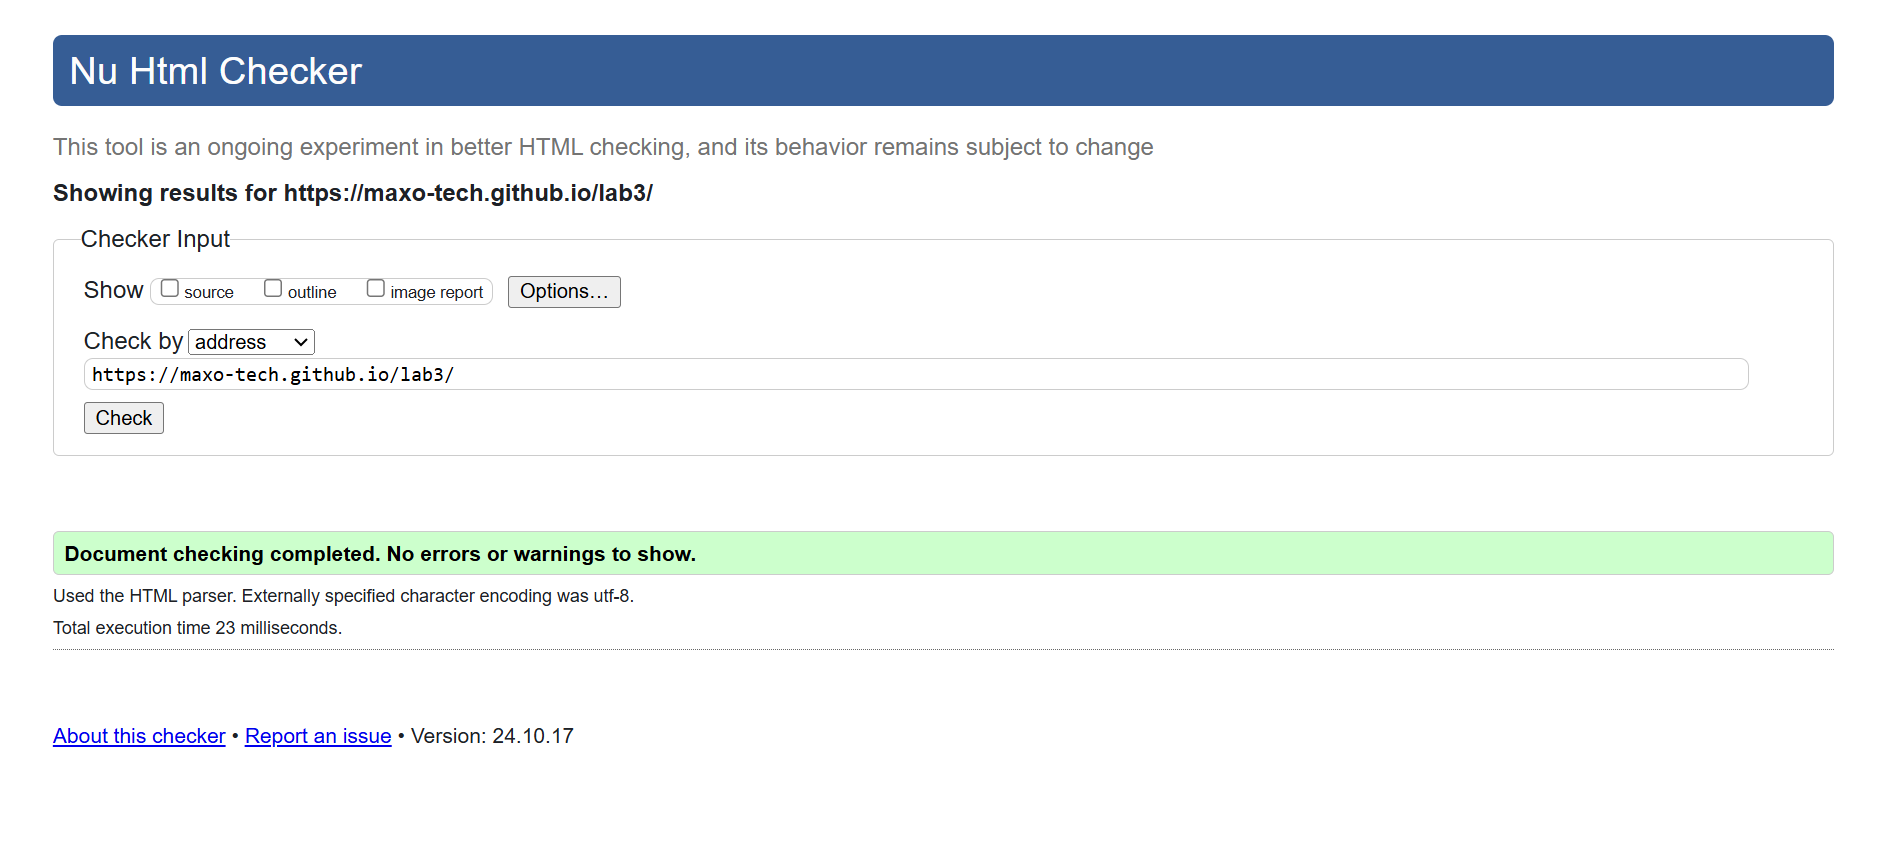 Nu Html Checker
This tool is an ongoing experiment in better HTML checking, and its behavior remains subject to change
Showing results for https://maxo-tech.github.io/lab3/
Checker Input
Show source outline image report Options…
Check by address
https://maxo-tech.github.io/lab3/
Check
Document checking completed. No errors or warnings to show.
Used the HTML parser. Externally specified character encoding was utf-8.
Total execution time 23 milliseconds.
About this checker • Report an issue • Version: 24.10.17